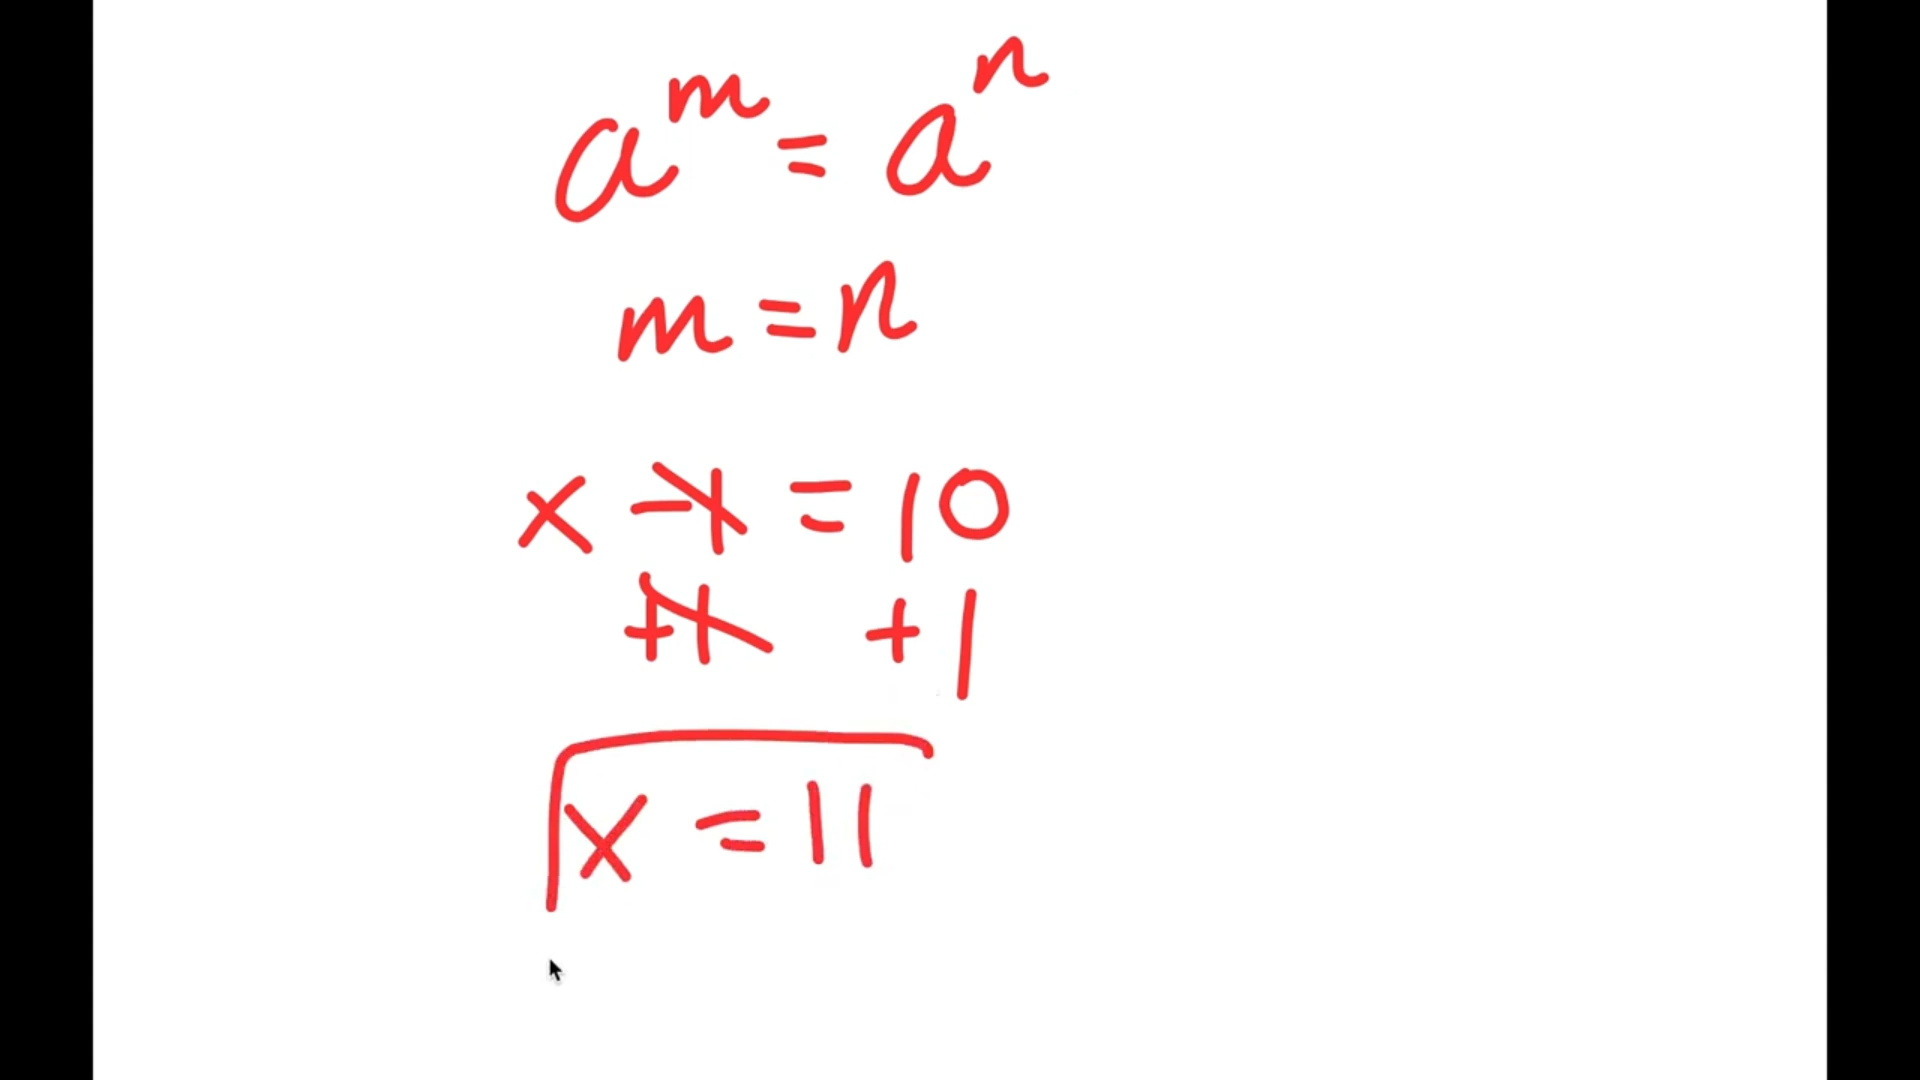 a^m = a^n
m = n
x - 1 = 10
+1 +1
x = 11